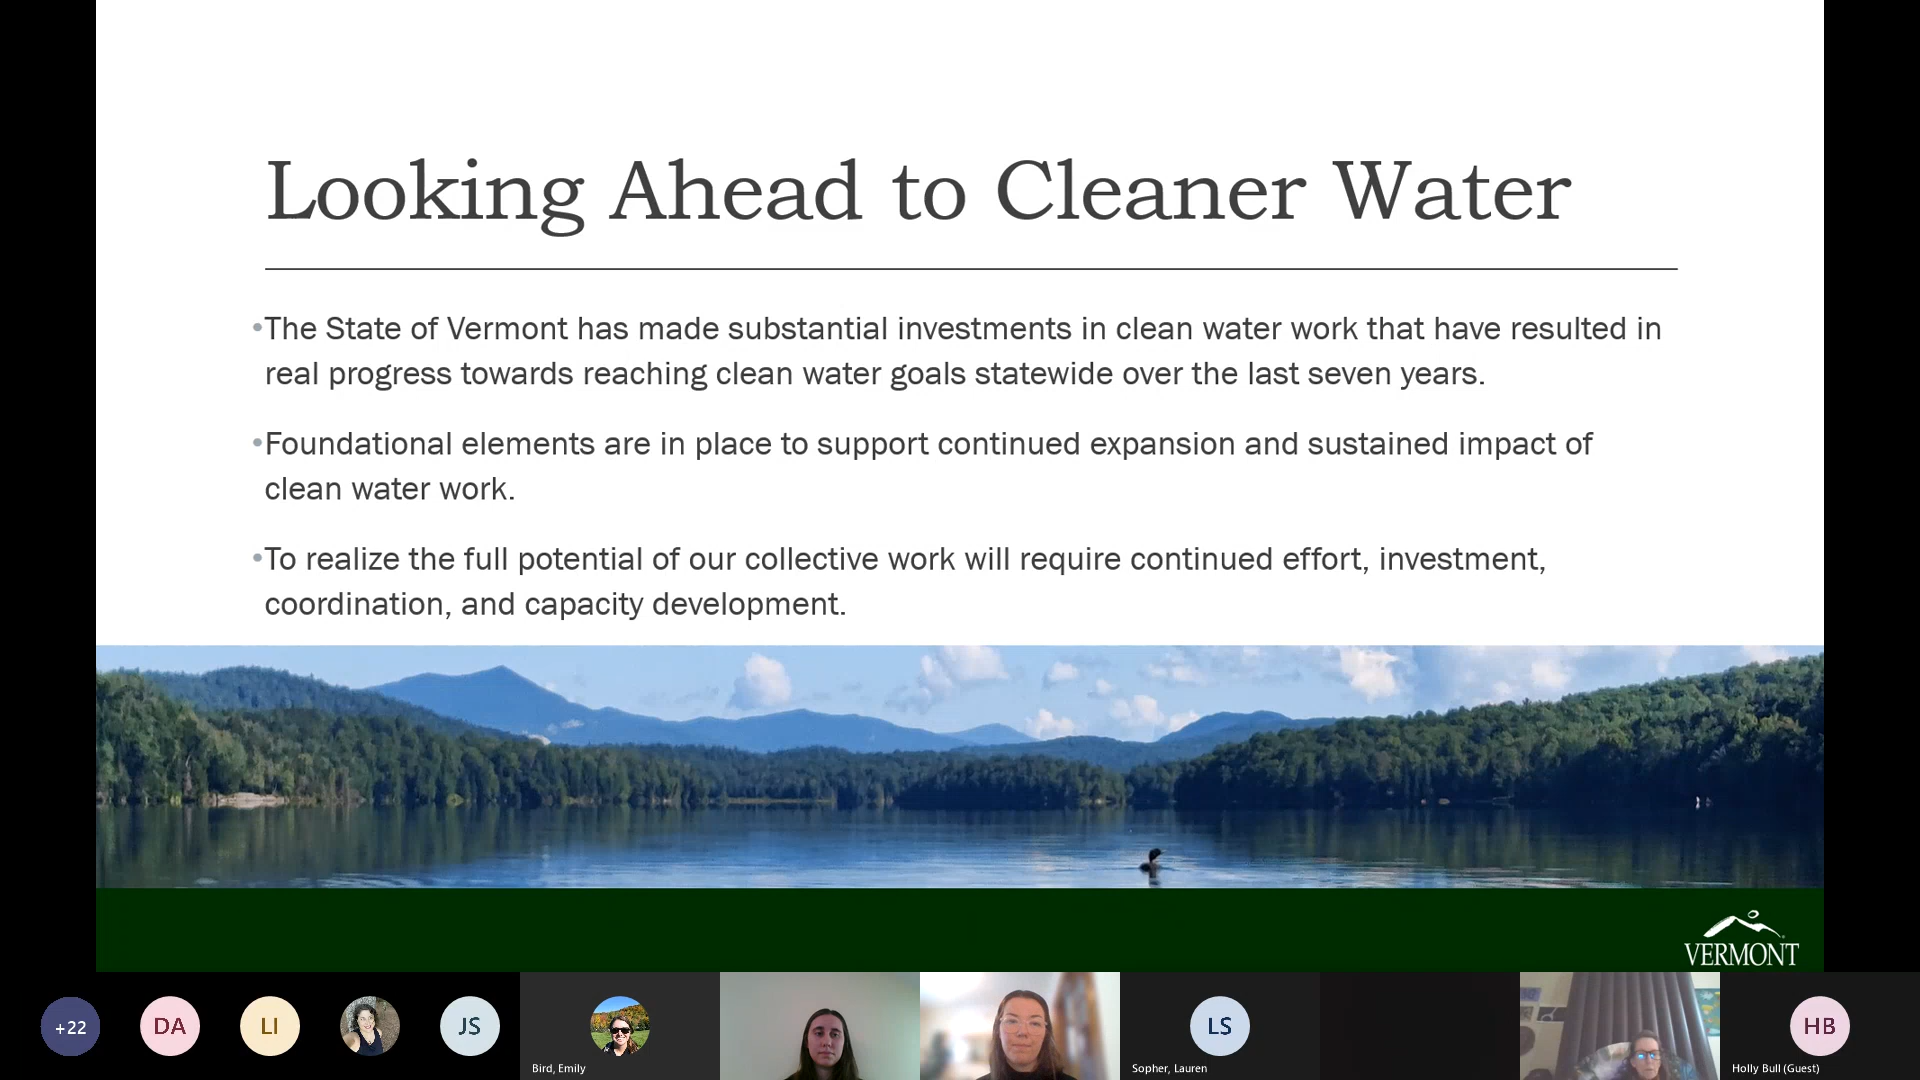 Looking Ahead to Cleaner Water
•The State of Vermont has made substantial investments in clean water work that have resulted in
real progress towards reaching clean water goals statewide over the last seven years.
•Foundational elements are in place to support continued expansion and sustained impact of
clean water work.
•To realize the full potential of our collective work will require continued effort, investment,
coordination, and capacity development.
VERMONT
+22
DA
LI
JS
Bird, Emily
LS
Sopher, Lauren
HB
Holly Bull (Guest)